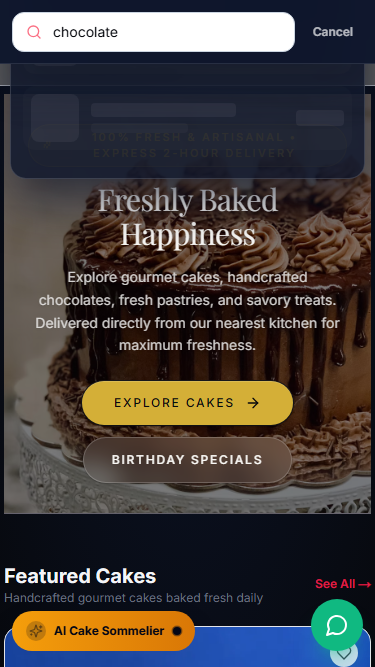 chocolate
Cancel
100% FRESH & ARTISANAL •
EXPRESS 2-HOUR DELIVERY
Freshly Baked
Happiness
Explore gourmet cakes, handcrafted
chocolates, fresh pastries, and savory treats.
Delivered directly from our nearest kitchen for
maximum freshness.
EXPLORE CAKES →
BIRTHDAY SPECIALS
Featured Cakes
See All →
Handcrafted gourmet cakes baked fresh daily
AI Cake Sommelier